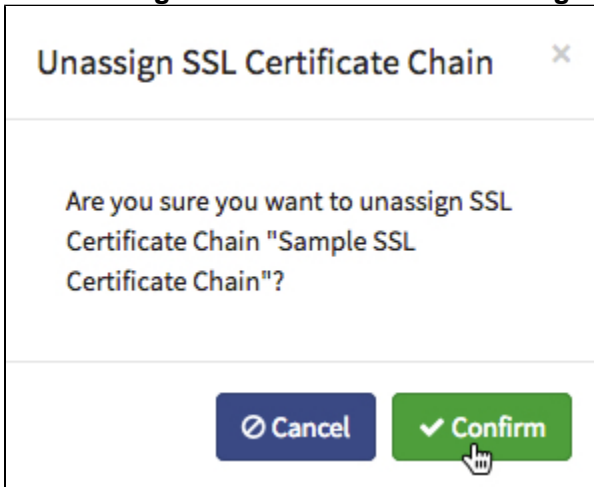 Unassign SSL Certificate Chain ×
Are you sure you want to unassign SSL
Certificate Chain "Sample SSL
Certificate Chain"?
Cancel Confirm